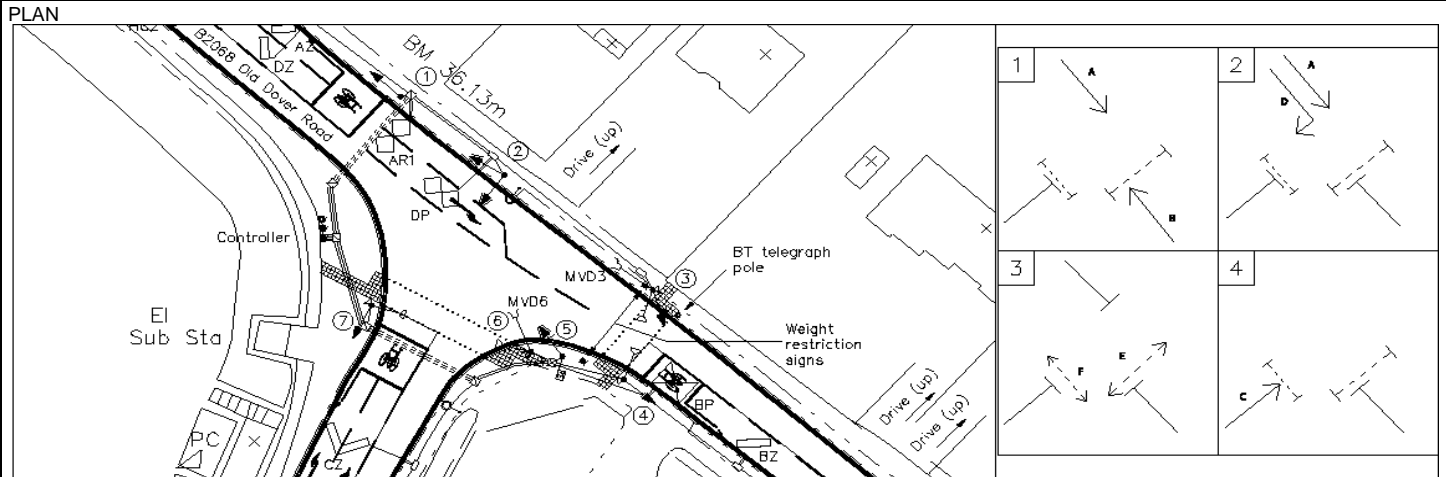 PLAN
B2068 Old Dover Road
AZ
DZ
BM 36.13m
1
2
Drive (up)
AR1
DP
Controller
MVD3
3
BT telegraph
pole
El
Sub Sta
7
MVD6
6
5
Weight
restriction
signs
4
BP
BZ
Drive (up)
Drive (up)
PC
CZ
1
A
B
2
A
D
3
E
F
4
C